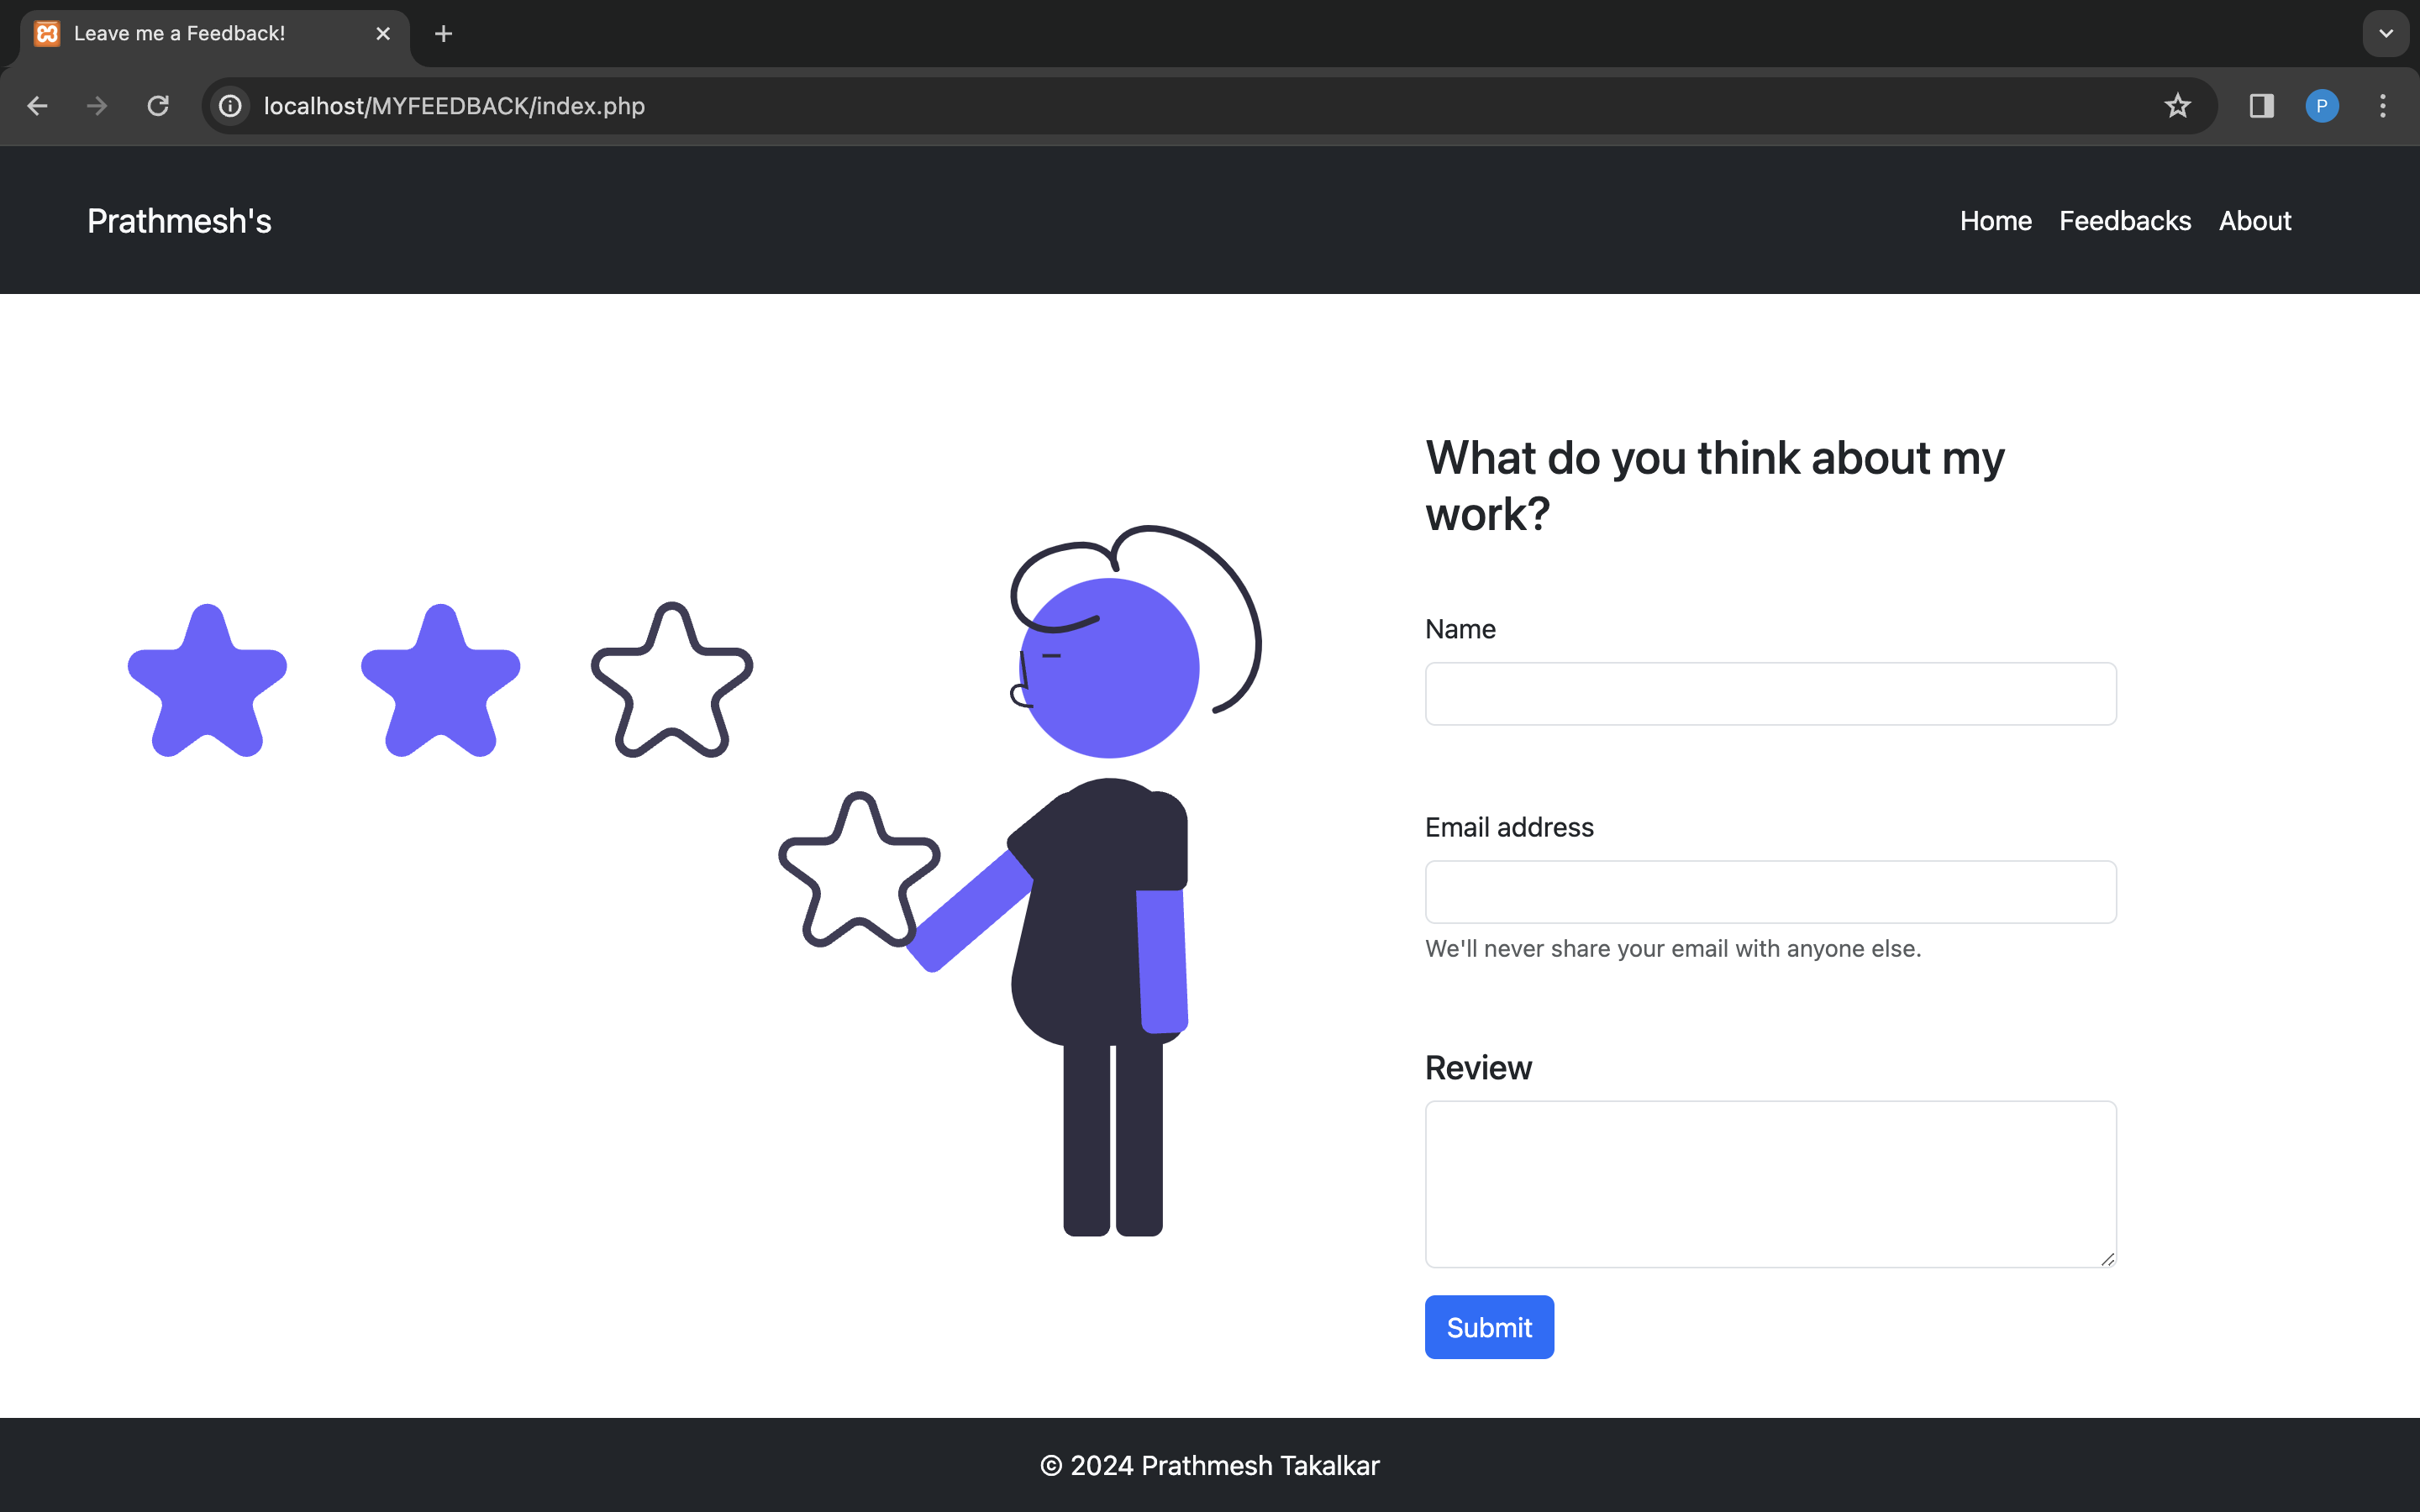 Leave me a Feedback!
localhost/MYFEEDBACK/index.php
P
Prathmesh's
Home Feedbacks About
What do you think about my
work?
Name
Email address
We'll never share your email with anyone else.
Review
Submit
© 2024 Prathmesh Takalkar